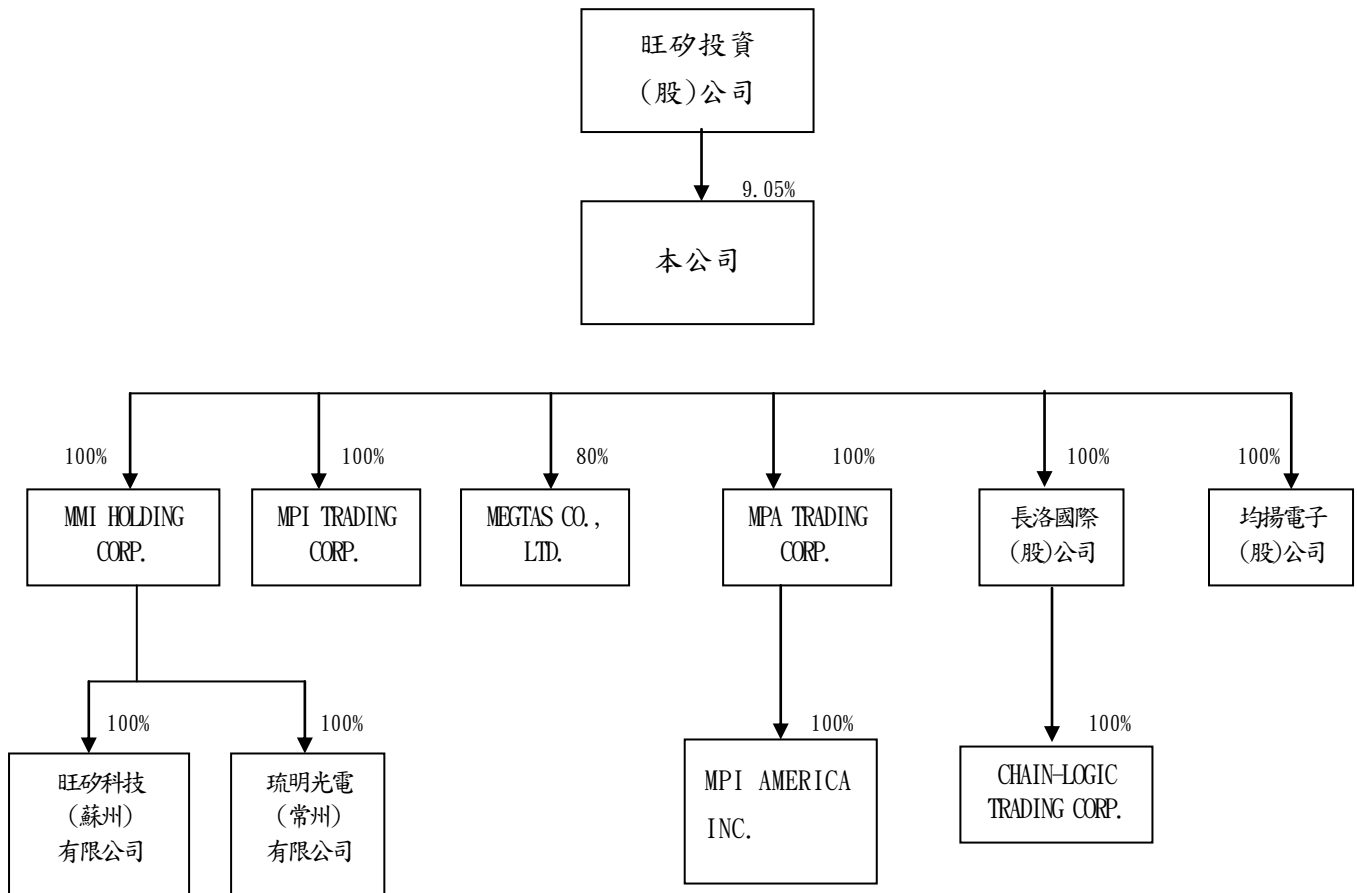 旺矽投資
(股)公司
9.05%
本公司
100%
100%
80%
100%
100%
100%
MMI HOLDING
CORP.
MPI TRADING
CORP.
MEGTAS CO.,
LTD.
MPA TRADING
CORP.
長洛國際
(股)公司
均揚電子
(股)公司
100%
100%
100%
100%
旺矽科技
(蘇州)
有限公司
琉明光電
(常州)
有限公司
MPI AMERICA
INC.
CHAIN-LOGIC
TRADING CORP.